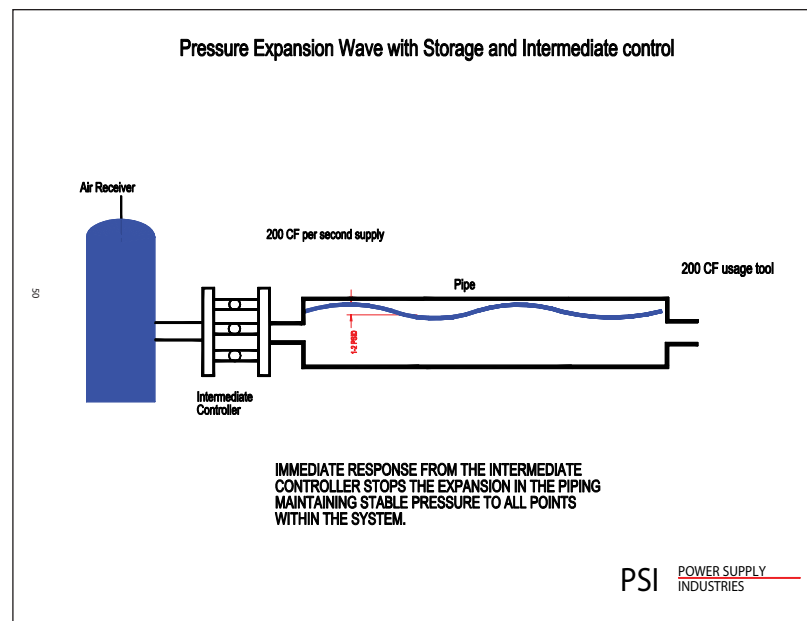 Pressure Expansion Wave with Storage and Intermediate control
Air Receiver
200 CF per second supply
200 CF usage tool
Pipe
50
1-2 PSID
Intermediate
Controller
IMMEDIATE RESPONSE FROM THE INTERMEDIATE
CONTROLLER STOPS THE EXPANSION IN THE PIPING
MAINTAINING STABLE PRESSURE TO ALL POINTS
WITHIN THE SYSTEM.
PSI
POWER SUPPLY
INDUSTRIES